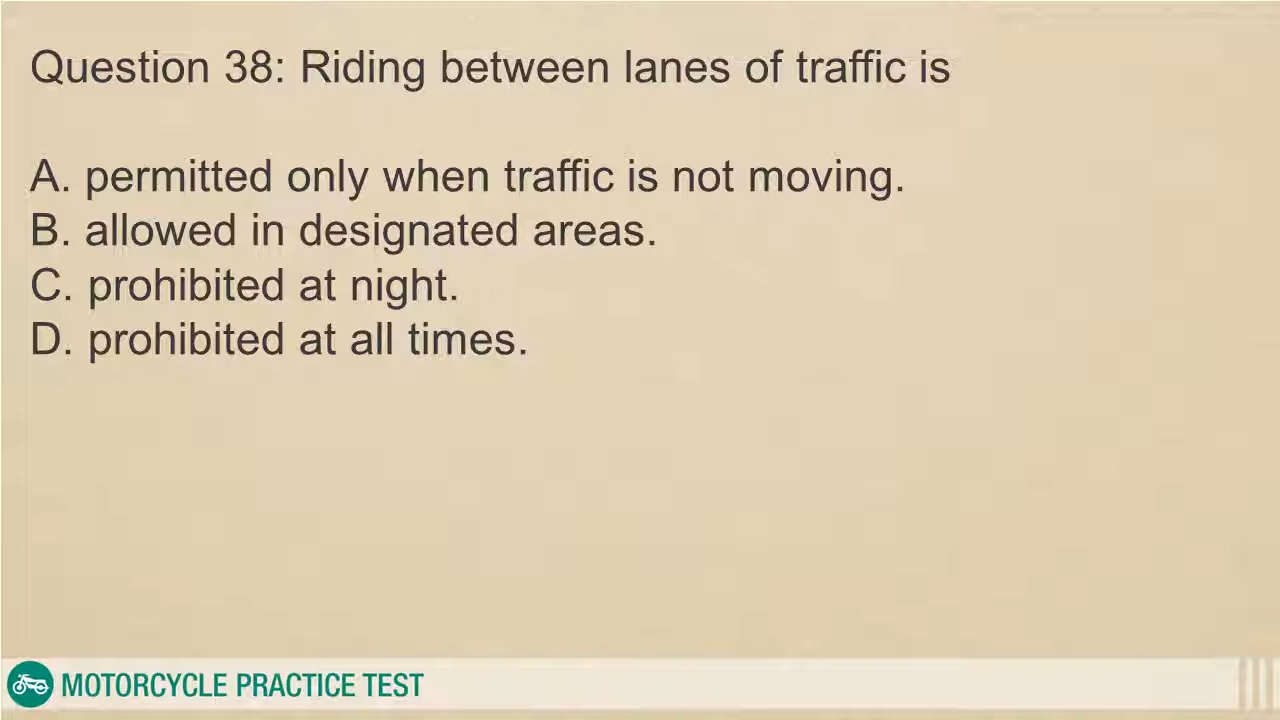 Question 38: Riding between lanes of traffic is
A. permitted only when traffic is not moving.
B. allowed in designated areas.
C. prohibited at night.
D. prohibited at all times.
MOTORCYCLE PRACTICE TEST